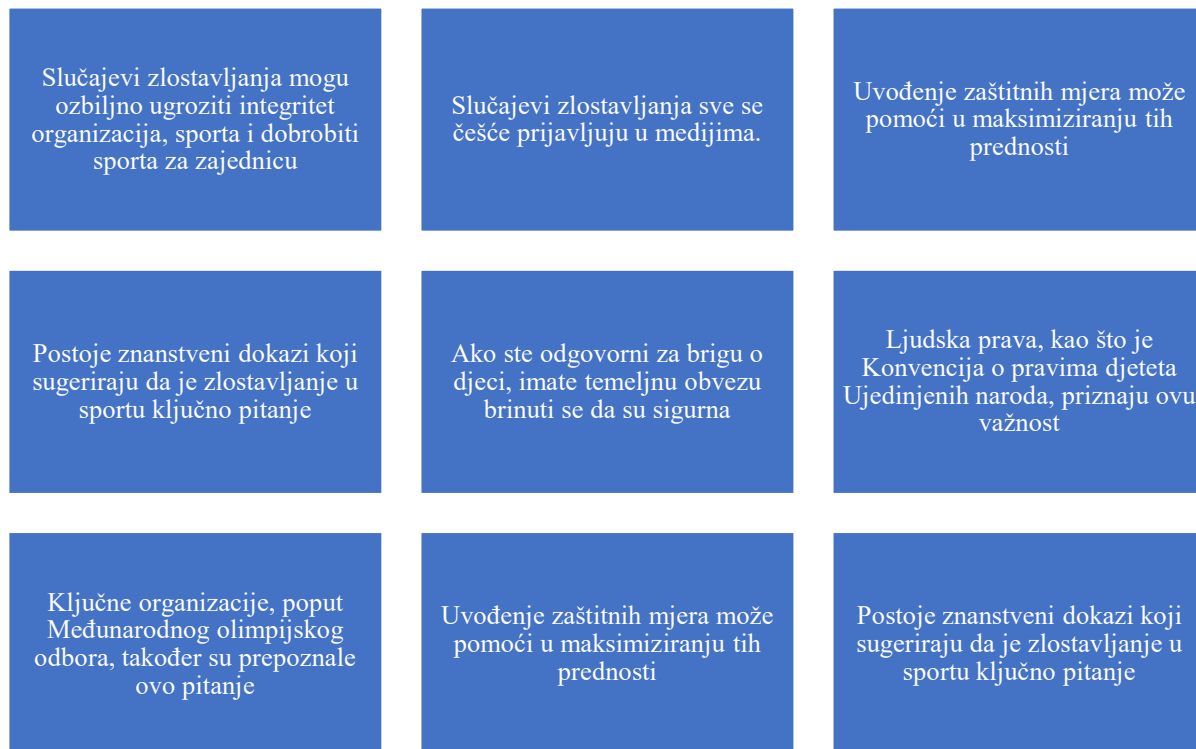 Slučajevi zlostavljanja mogu
ozbiljno ugroziti integritet
organizacija, sporta i dobrobiti
sporta za zajednicu
Slučajevi zlostavljanja sve se
češće prijavljuju u medijima.
Uvođenje zaštitnih mjera može
pomoći u maksimiziranju tih
prednosti
Postoje znanstveni dokazi koji
sugeriraju da je zlostavljanje u
sportu ključno pitanje
Ako ste odgovorni za brigu o
djeci, imate temeljnu obvezu
brinuti se da su sigurna
Ljudska prava, kao što je
Konvencija o pravima djeteta
Ujedinjenih naroda, priznaju ovu
važnost
Ključne organizacije, poput
Međunarodnog olimpijskog
odbora, također su prepoznale
ovo pitanje
Uvođenje zaštitnih mjera može
pomoći u maksimiziranju tih
prednosti
Postoje znanstveni dokazi koji
sugeriraju da je zlostavljanje u
sportu ključno pitanje